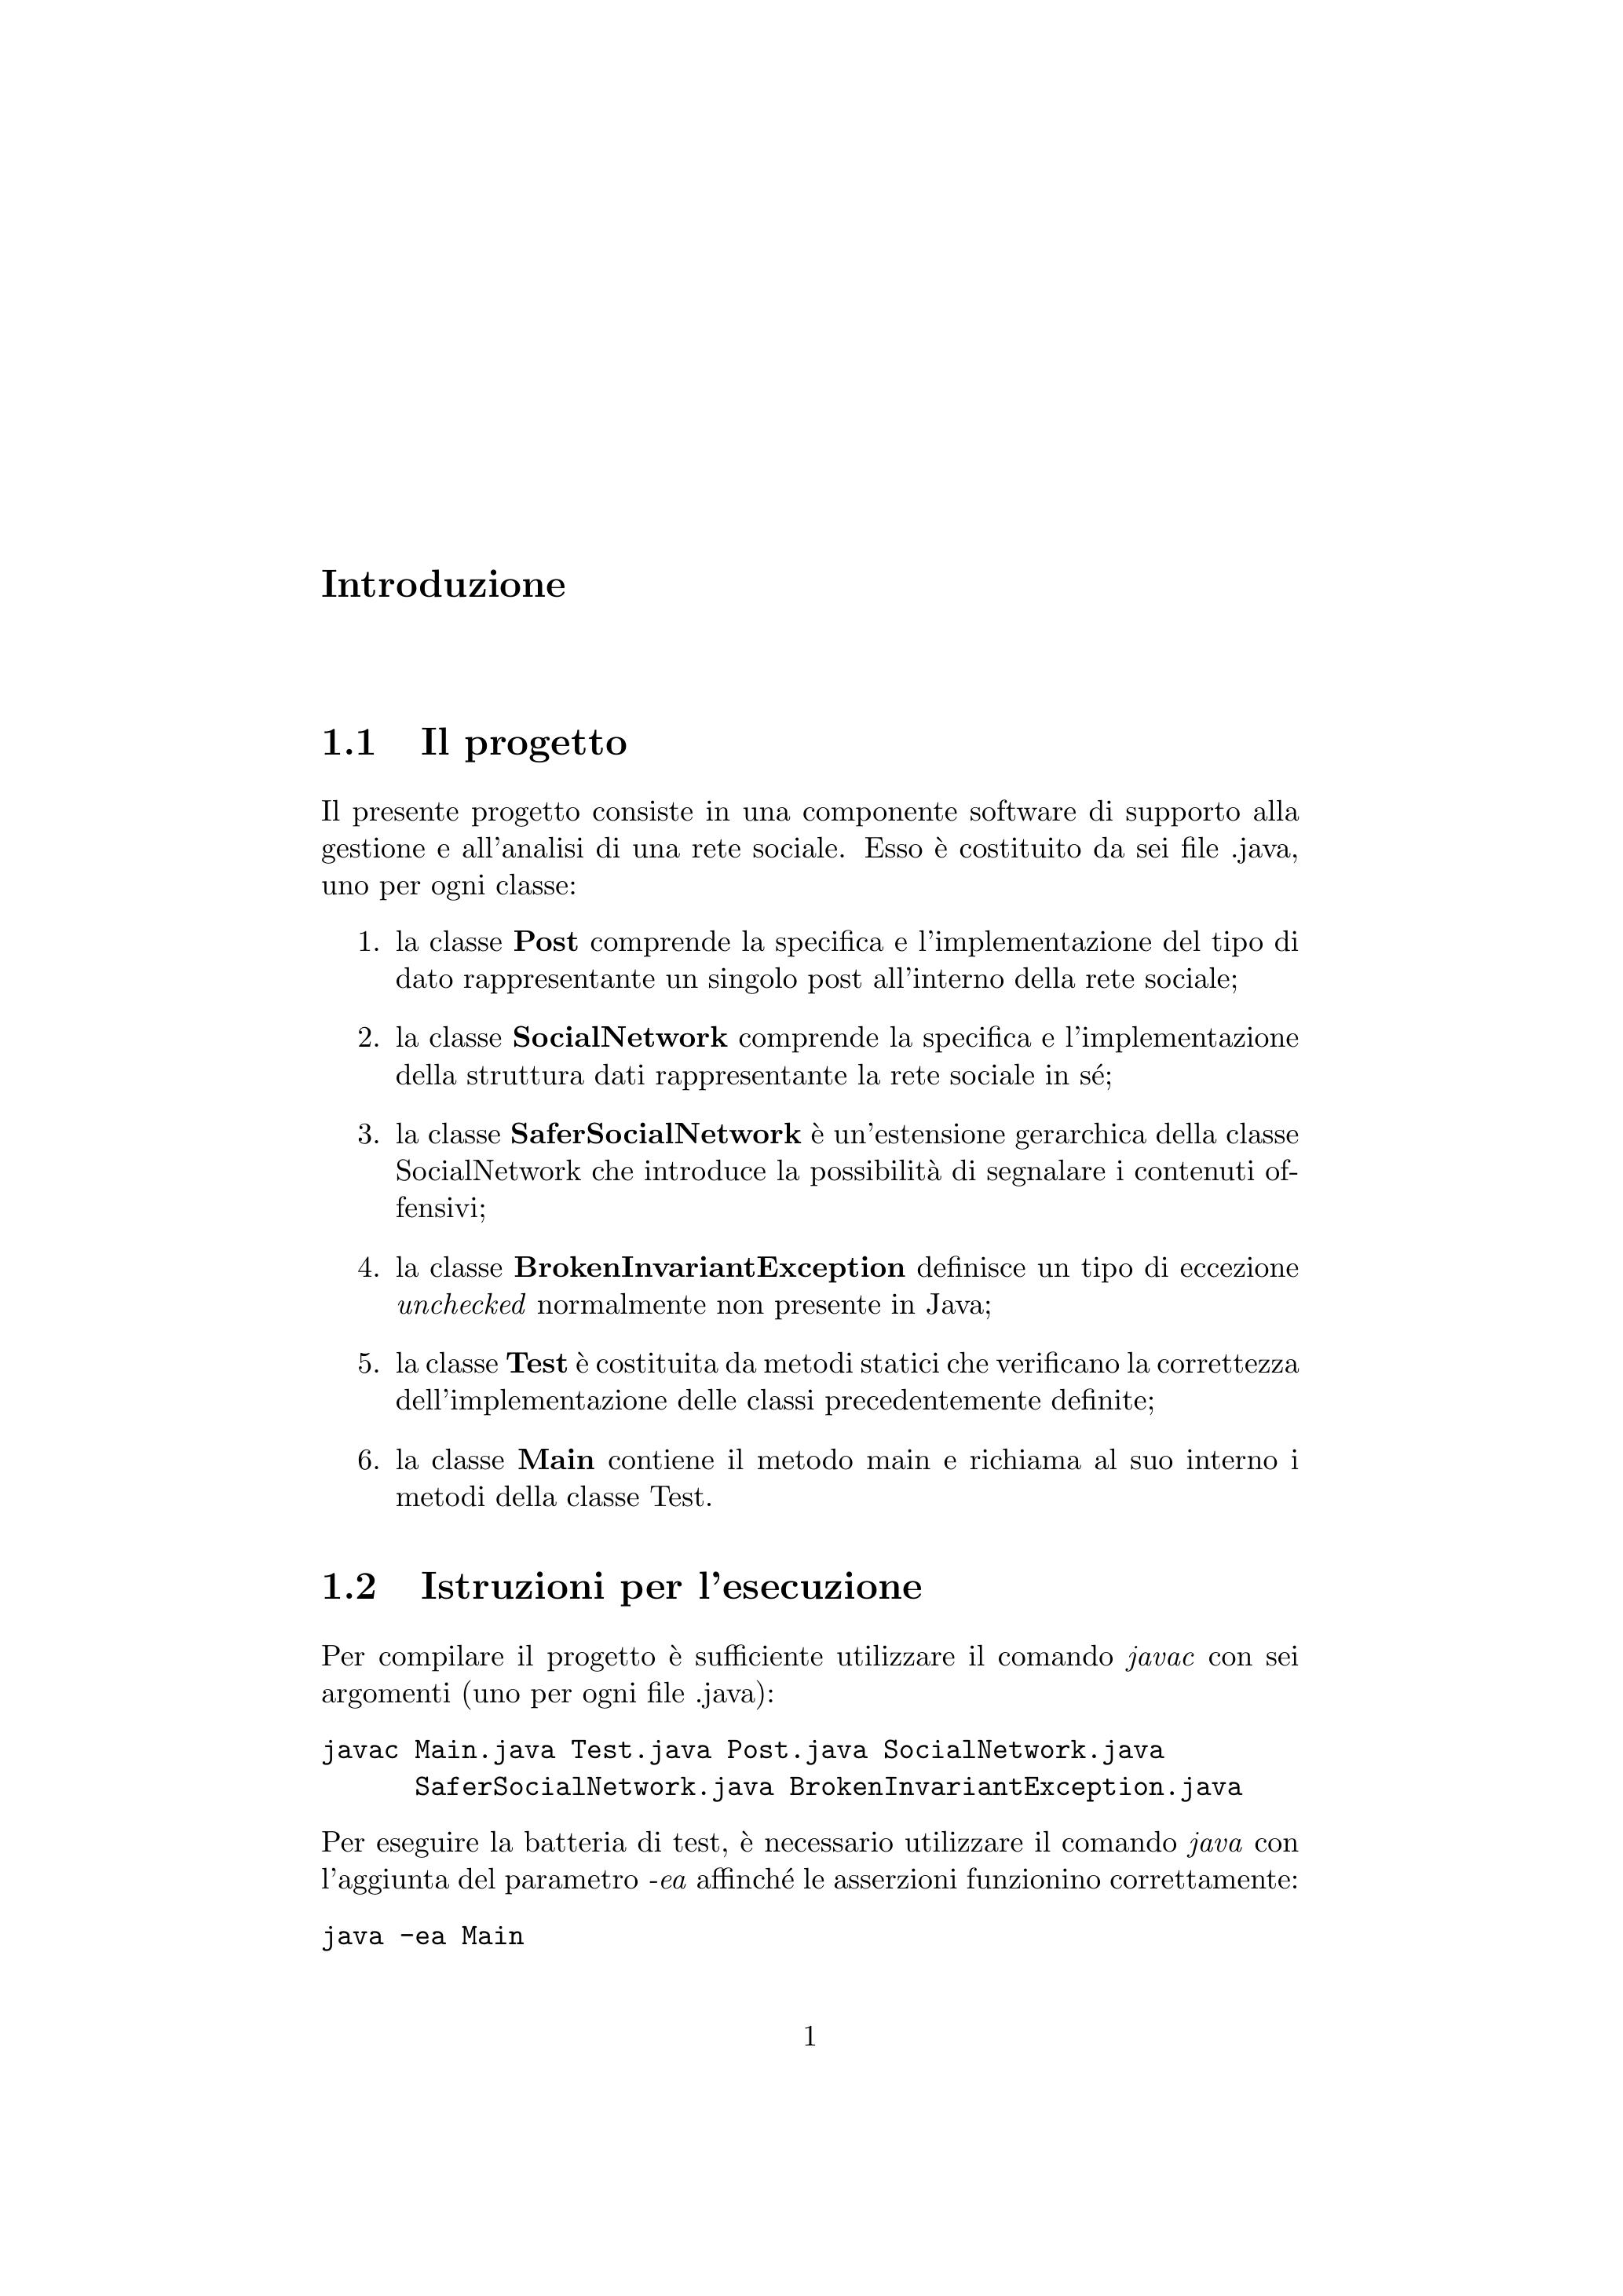 Introduzione
1.1 Il progetto
Il presente progetto consiste in una componente software di supporto alla
gestione e all'analisi di una rete sociale. Esso è costituito da sei file .java,
uno per ogni classe:
1. la classe Post comprende la specifica e l'implementazione del tipo di
dato rappresentante un singolo post all'interno della rete sociale;
2. la classe SocialNetwork comprende la specifica e l'implementazione
della struttura dati rappresentante la rete sociale in sé;
3. la classe SaferSocialNetwork è un'estensione gerarchica della classe
SocialNetwork che introduce la possibilità di segnalare i contenuti of-
fensivi;
4. la classe BrokenInvariantException definisce un tipo di eccezione
unchecked normalmente non presente in Java;
5. la classe Test è costituita da metodi statici che verificano la correttezza
dell'implementazione delle classi precedentemente definite;
6. la classe Main contiene il metodo main e richiama al suo interno i
metodi della classe Test.
1.2 Istruzioni per l'esecuzione
Per compilare il progetto è sufficiente utilizzare il comando javac con sei
argomenti (uno per ogni file .java):
javac Main.java Test.java Post.java SocialNetwork.java
SaferSocialNetwork.java BrokenInvariantException.java
Per eseguire la batteria di test, è necessario utilizzare il comando java con
l'aggiunta del parametro -ea affinché le asserzioni funzionino correttamente:
java -ea Main
1